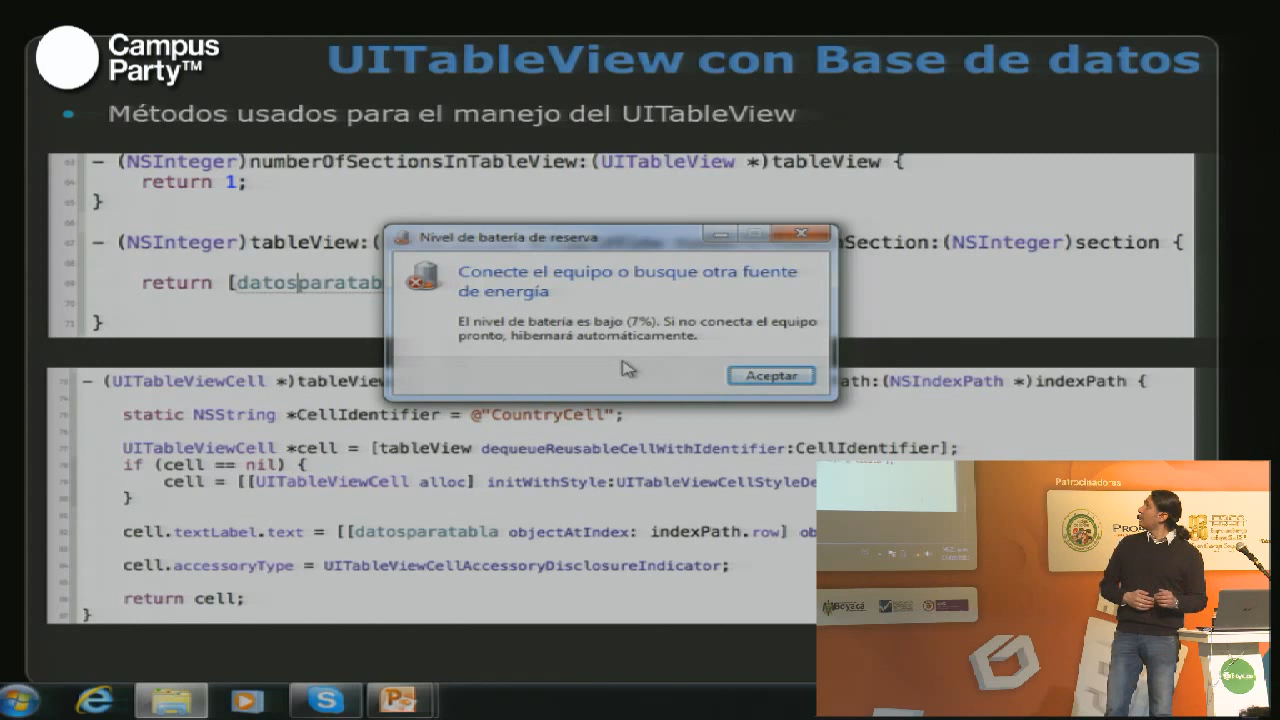 Campus
Party™
UITableView con Base de datos
• Métodos usados para el manejo del UITableView
- (NSInteger)numberOfSectionsInTableView:(UITableView *)tableView {
return 1;
}
- (NSInteger)tableView:( nSection:(NSInteger)section {
return [datosparatab
}
Nivel de batería de reserva
Conecte el equipo o busque otra fuente
de energía
El nivel de batería es bajo (7%). Si no conecta el equipo
pronto, hibernará automáticamente.
Aceptar
- (UITableViewCell *)tableView ath:(NSIndexPath *)indexPath {
static NSString *CellIdentifier = @"CountryCell";
UITableViewCell *cell = [tableView dequeueReusableCellWithIdentifier:CellIdentifier];
if (cell == nil) {
cell = [[UITableViewCell alloc] initWithStyle:UITableViewCellStyleDe
}
cell.textLabel.text = [[datosparatabla objectAtIndex: indexPath.row] ob
cell.accessoryType = UITableViewCellAccessoryDisclosureIndicator;
return cell;
}
Patrocinadores
Boyacá